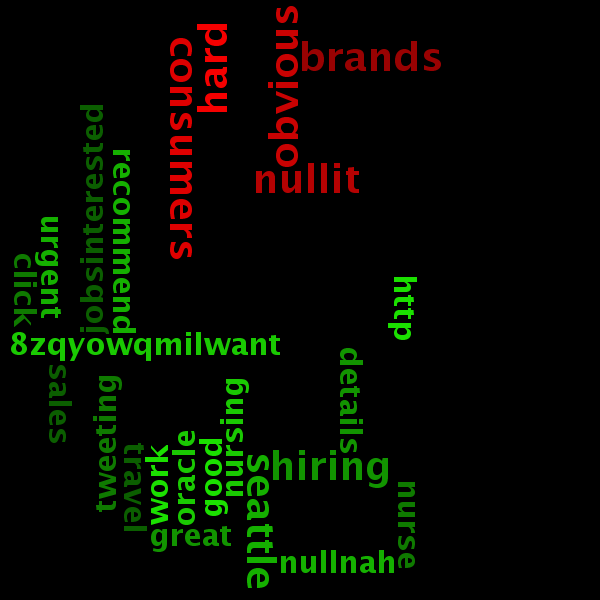 obvious
brands
hard
consumers
nullit
jobsinterested
recommend
urgent
click
http
8zqyowqmilwant
details
sales
tweeting
nursing
travel
work
oracle
good
seattle
hiring
nurse
great
nullnah